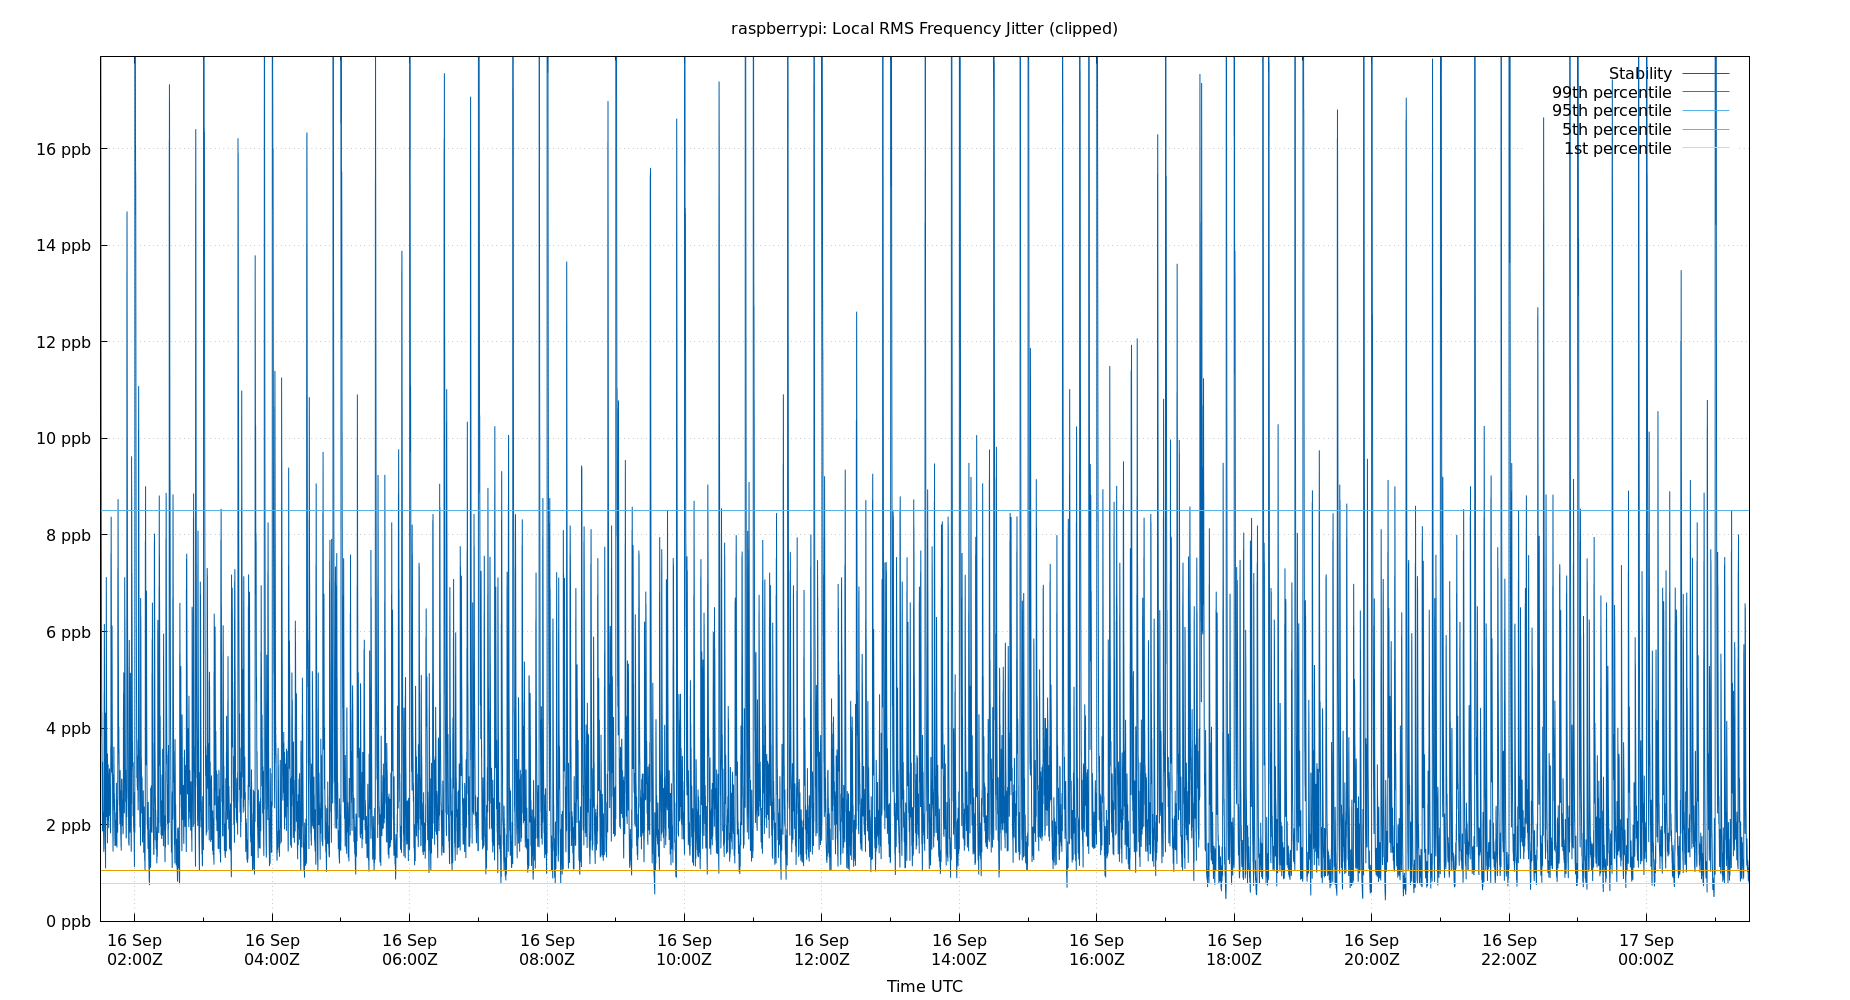 raspberrypi: Local RMS Frequency Jitter (clipped)
Stability
99th percentile
95th percentile
5th percentile
1st percentile
16 ppb
14 ppb
12 ppb
10 ppb
8 ppb
6 ppb
4 ppb
2 ppb
0 ppb
16 Sep 16 Sep 16 Sep 16 Sep 16 Sep 16 Sep 16 Sep 16 Sep 16 Sep 16 Sep 16 Sep 17 Sep
02:00Z 04:00Z 06:00Z 08:00Z 10:00Z 12:00Z 14:00Z 16:00Z 18:00Z 20:00Z 22:00Z 00:00Z
Time UTC